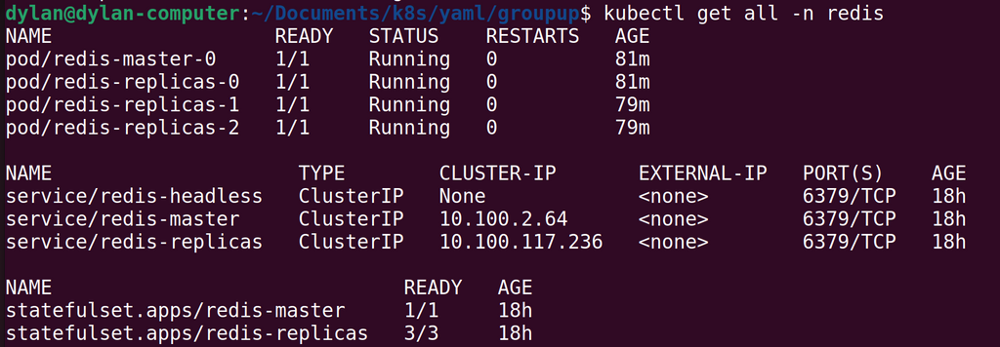 dylan@dylan-computer:~/Documents/k8s/yaml/groupup$ kubectl get all -n redis
NAME                   READY   STATUS    RESTARTS   AGE
pod/redis-master-0     1/1     Running   0          81m
pod/redis-replicas-0   1/1     Running   0          81m
pod/redis-replicas-1   1/1     Running   0          79m
pod/redis-replicas-2   1/1     Running   0          79m

NAME                     TYPE        CLUSTER-IP       EXTERNAL-IP   PORT(S)    AGE
service/redis-headless   ClusterIP   None             <none>        6379/TCP   18h
service/redis-master     ClusterIP   10.100.2.64      <none>        6379/TCP   18h
service/redis-replicas   ClusterIP   10.100.117.236   <none>        6379/TCP   18h

NAME                              READY   AGE
statefulset.apps/redis-master     1/1     18h
statefulset.apps/redis-replicas   3/3     18h